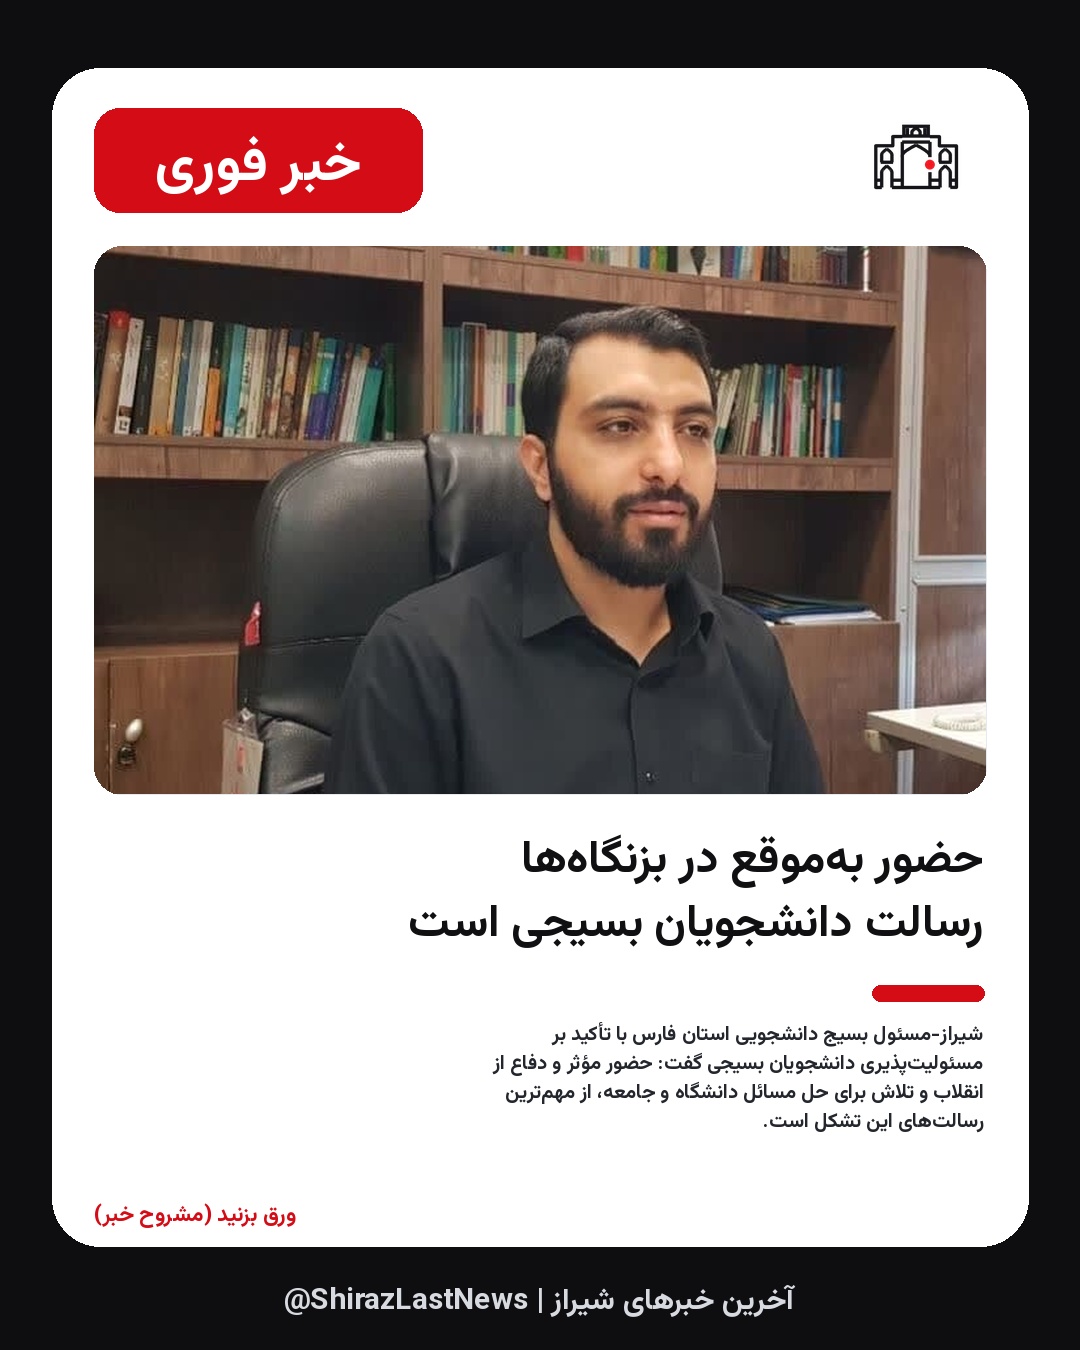 خبر فوری
حضور به‌موقع در بزنگاه‌ها
رسالت دانشجویان بسیجی است
شیراز-مسئول بسیج دانشجویی استان فارس با تأکید بر
مسئولیت‌پذیری دانشجویان بسیجی گفت: حضور مؤثر و دفاع از
انقلاب و تلاش برای حل مسائل دانشگاه و جامعه، از مهم‌ترین
رسالت‌های این تشکل است.
ورق بزنید (مشروح خبر)
آخرین خبرهای شیراز | ShirazLastNews@